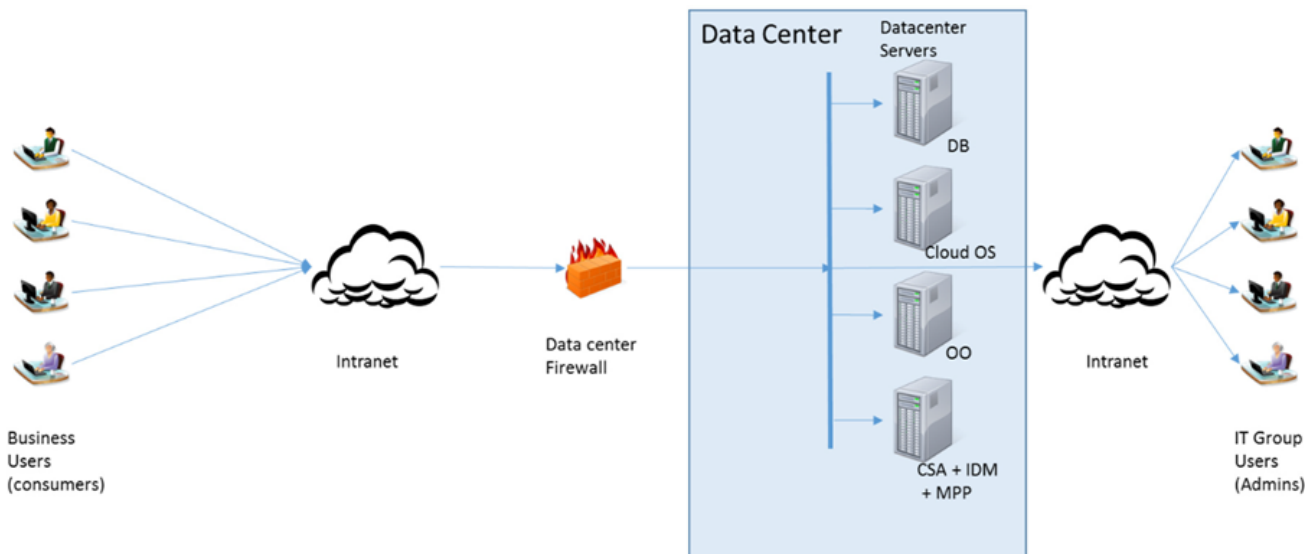 Data Center
Datacenter
Servers
DB
Cloud OS
OO
CSA + IDM
+ MPP
Intranet
Data center
Firewall
Intranet
Business
Users
(consumers)
IT Group
Users
(Admins)